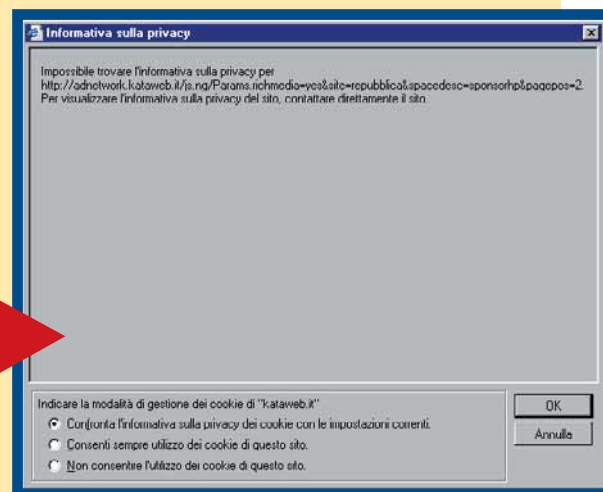 Informativa sulla privacy
Impossibile trovare l'informativa sulla privacy per
http://adnetwork.kataweb.it/js.ng/Params.richmedia=yes&site=repubblica&spacedesc=sponsorhp&pagepos=2.
Per visualizzare l'informativa sulla privacy del sito, contattare direttamente il sito.
Indicare la modalità di gestione dei cookie di "kataweb.it"
Confronta l'informativa sulla privacy dei cookie con le impostazioni correnti.
Consenti sempre utilizzo dei cookie di questo sito.
Non consentire l'utilizzo dei cookie di questo sito.
OK
Annulla